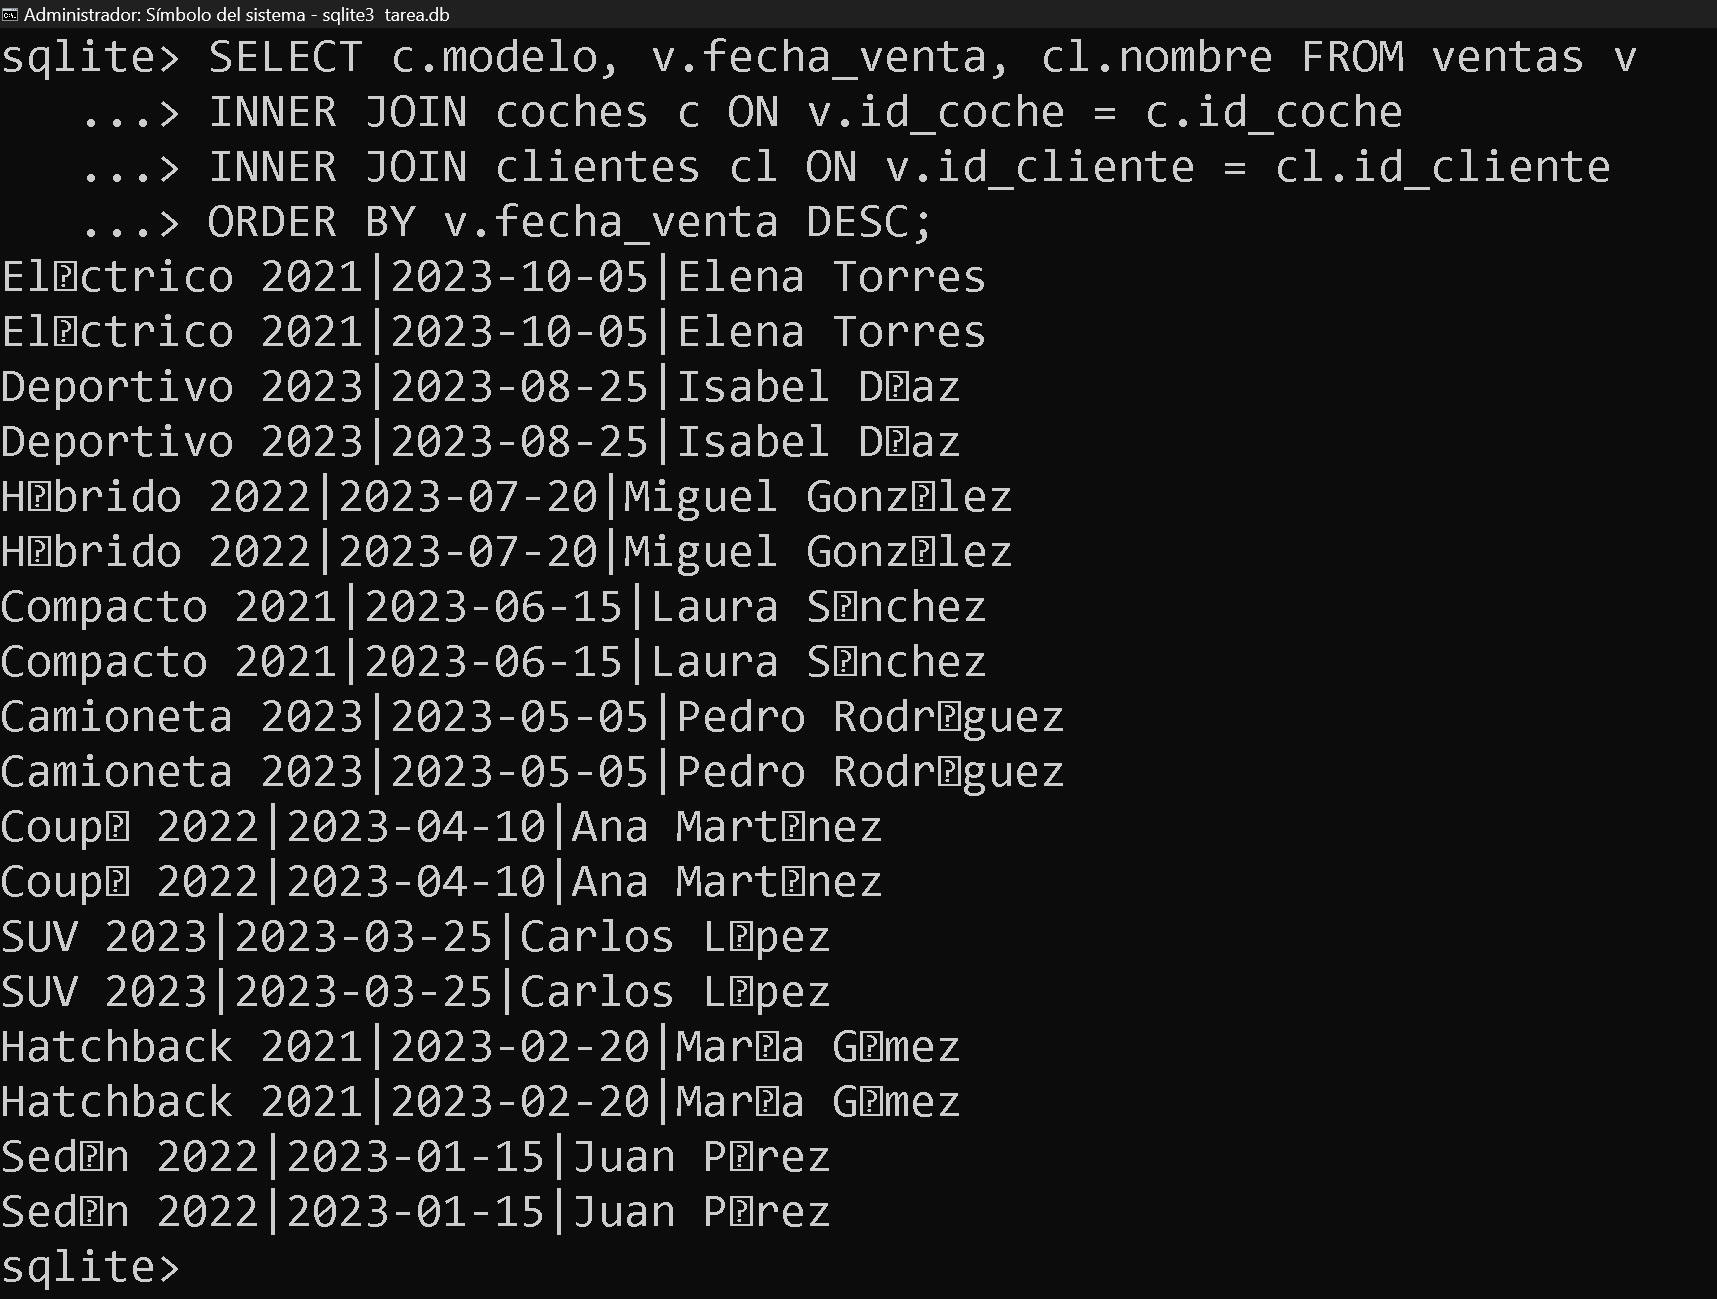 Administrador: Símbolo del sistema - sqlite3 tarea.db
sqlite> SELECT c.modelo, v.fecha_venta, cl.nombre FROM ventas v
...> INNER JOIN coches c ON v.id_coche = c.id_coche
...> INNER JOIN clientes cl ON v.id_cliente = cl.id_cliente
...> ORDER BY v.fecha_venta DESC;
El�ctrico 2021|2023-10-05|Elena Torres
El�ctrico 2021|2023-10-05|Elena Torres
Deportivo 2023|2023-08-25|Isabel D�az
Deportivo 2023|2023-08-25|Isabel D�az
H�brido 2022|2023-07-20|Miguel Gonz�lez
H�brido 2022|2023-07-20|Miguel Gonz�lez
Compacto 2021|2023-06-15|Laura S�nchez
Compacto 2021|2023-06-15|Laura S�nchez
Camioneta 2023|2023-05-05|Pedro Rodr�guez
Camioneta 2023|2023-05-05|Pedro Rodr�guez
Coup� 2022|2023-04-10|Ana Mart�nez
Coup� 2022|2023-04-10|Ana Mart�nez
SUV 2023|2023-03-25|Carlos L�pez
SUV 2023|2023-03-25|Carlos L�pez
Hatchback 2021|2023-02-20|Mar�a G�mez
Hatchback 2021|2023-02-20|Mar�a G�mez
Sed�n 2022|2023-01-15|Juan P�rez
Sed�n 2022|2023-01-15|Juan P�rez
sqlite>